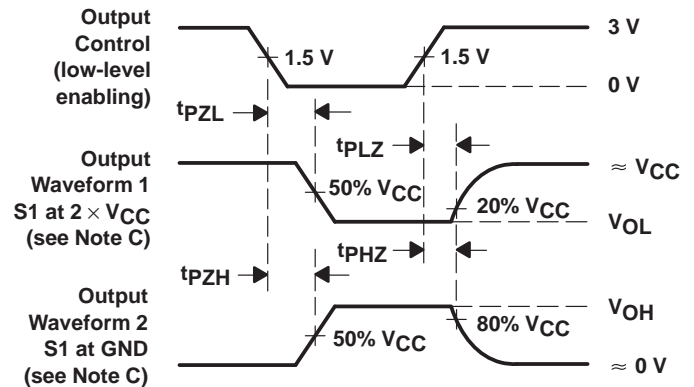 Output
Control
(low-level
enabling)
1.5 V
1.5 V
3 V
0 V
tPZL
tPLZ
Output
Waveform 1
S1 at 2 × VCC
(see Note C)
50% VCC
20% VCC
≈ VCC
VOL
tPZH
tPHZ
Output
Waveform 2
S1 at GND
(see Note C)
50% VCC
80% VCC
VOH
≈ 0 V